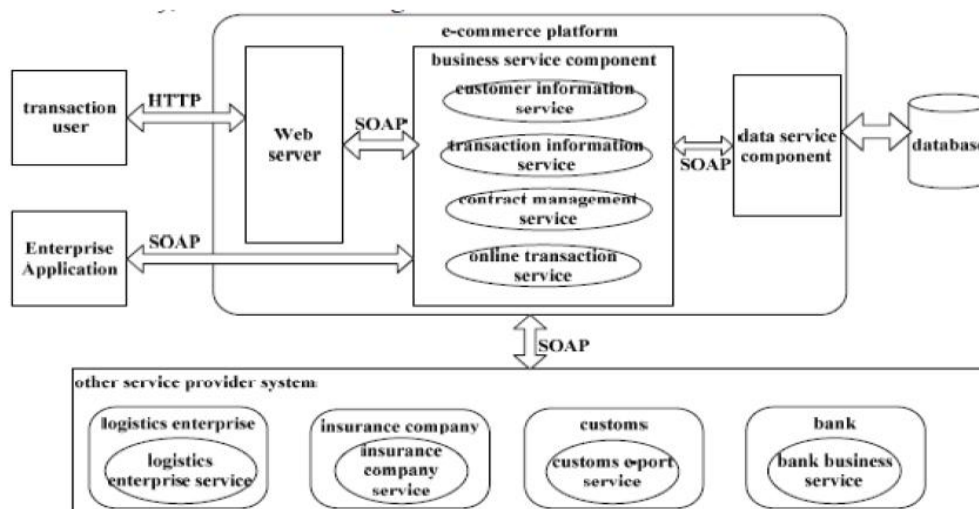 e-commerce platform
business service component
transaction
user
HTTP
Web
server
SOAP
customer information
service
transaction information
service
contract management
service
online transaction
service
SOAP
data service
component
database
Enterprise
Application
SOAP
SOAP
other service provider system
logistics enterprise
logistics
enterprise service
insurance company
insurance
company
service
customs
customs e-port
service
bank
bank business
service